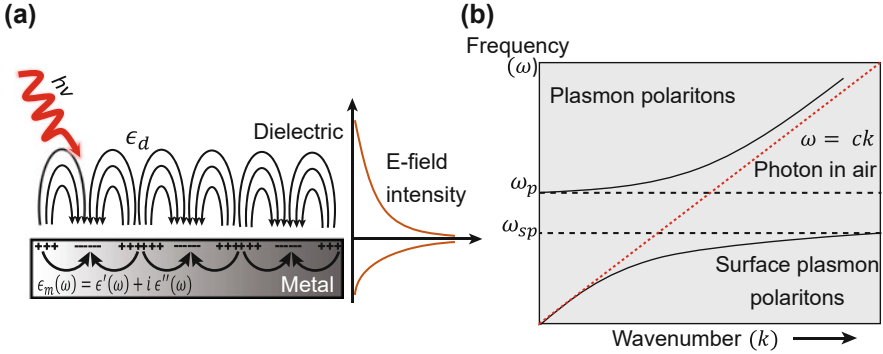 (a)
hν
ϵ_d
Dielectric
E-field
intensity
+++ ----- ++++++ ----- ++++++ ----- +++
ϵ_m(ω) = ϵ′(ω) + i ϵ″(ω)
Metal
(b)
Frequency
(ω)
Plasmon polaritons
ω = ck
Photon in air
ω_p
ω_sp
Surface plasmon
polaritons
Wavenumber (k)